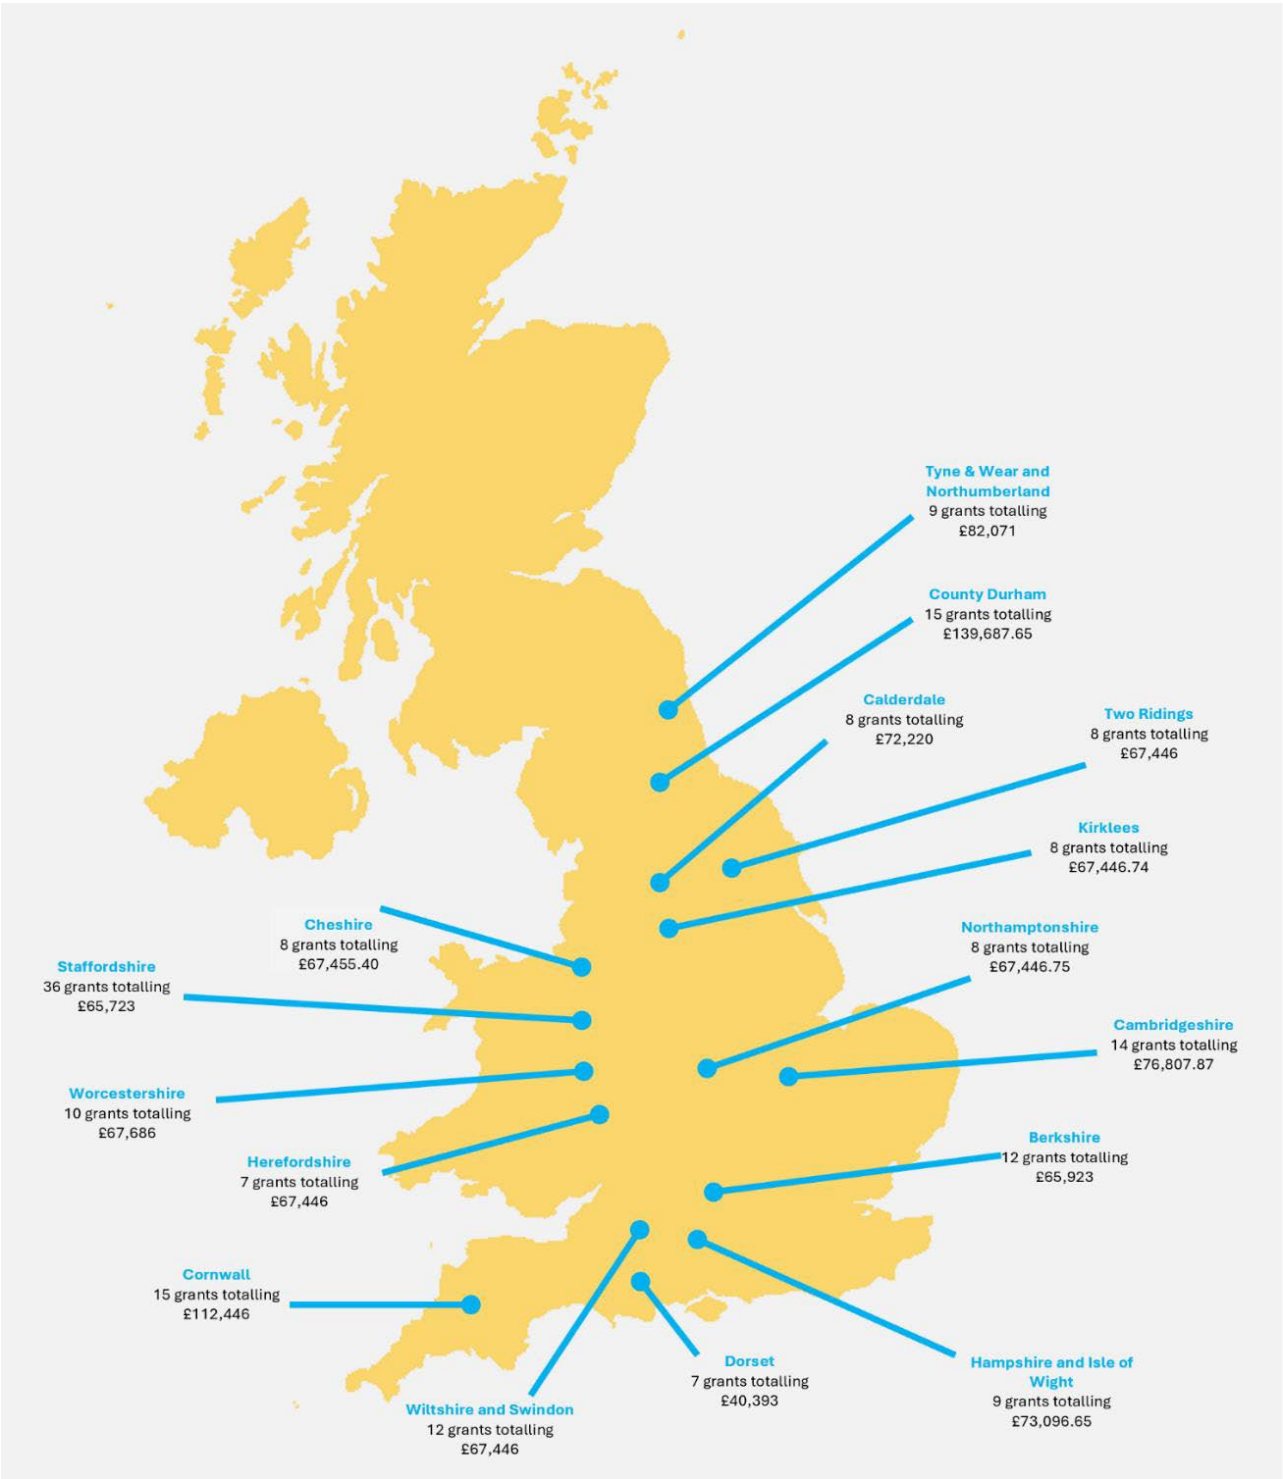 Tyne & Wear and
Northumberland
9 grants totalling
£82,071
County Durham
15 grants totalling
£139,687.65
Calderdale
8 grants totalling
£72,220
Two Ridings
8 grants totalling
£67,446
Kirklees
8 grants totalling
£67,446.74
Cheshire
8 grants totalling
£67,455.40
Northamptonshire
8 grants totalling
£67,446.75
Staffordshire
36 grants totalling
£65,723
Cambridgeshire
14 grants totalling
£76,807.87
Worcestershire
10 grants totalling
£67,686
Berkshire
12 grants totalling
£65,923
Herefordshire
7 grants totalling
£67,446
Cornwall
15 grants totalling
£112,446
Dorset
7 grants totalling
£40,393
Hampshire and Isle of
Wight
9 grants totalling
£73,096.65
Wiltshire and Swindon
12 grants totalling
£67,446